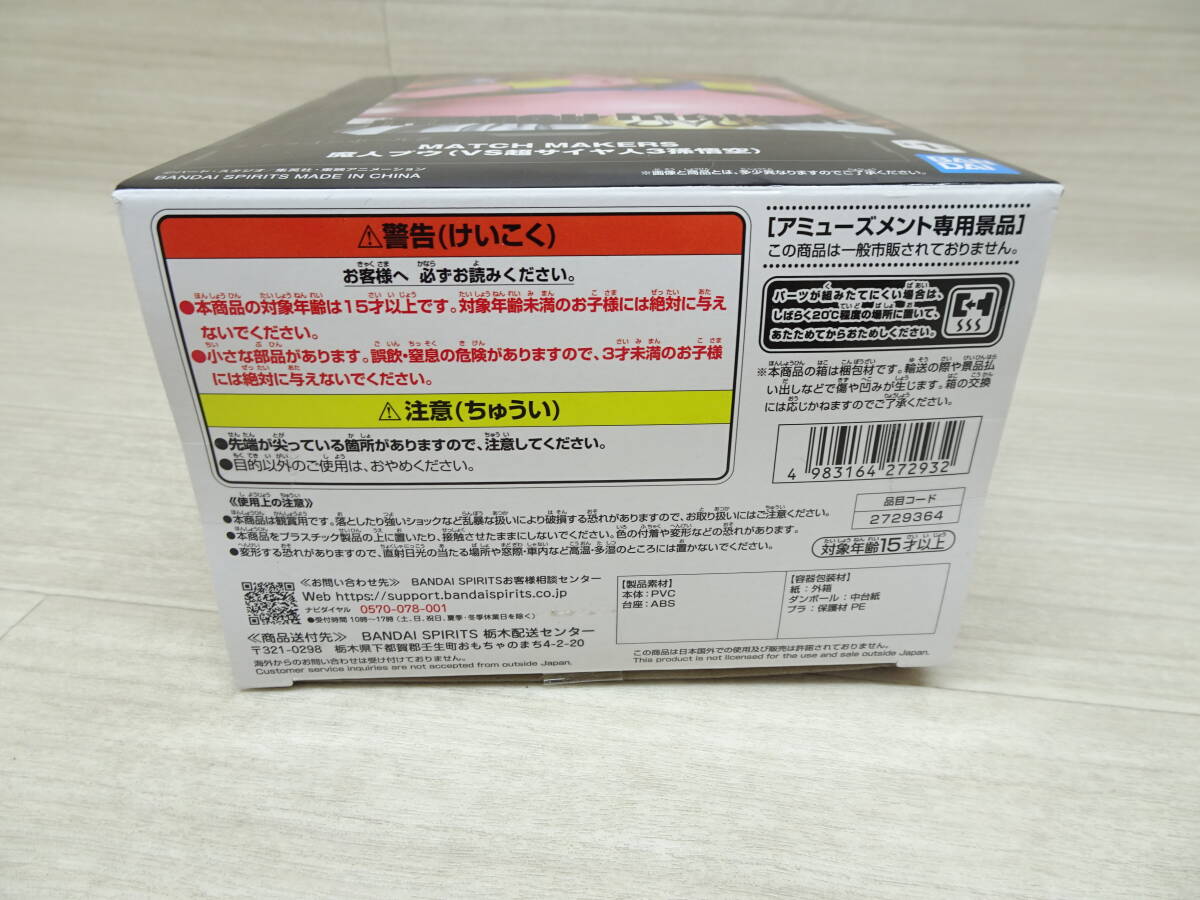 MATCH MAKERS
魔人ブウ(VS超サイヤ人3孫悟空)
BANDAI SPIRITS MADE IN CHINA
※画像と商品とは、多少異なりますのでご了承ください。
BANDAI
⚠警告(けいこく)
お客様へ 必ずお読みください。
●本商品の対象年齢は15才以上です。対象年齢未満のお子様には絶対に与え
ないでください。
●小さな部品があります。誤飲・窒息の危険がありますので、3才未満のお子様
には絶対に与えないでください。
⚠注意(ちゅうい)
●先端が尖っている箇所がありますので、注意してください。
●目的以外のご使用は、おやめください。
[アミューズメント専用景品]
この商品は一般市販されておりません。
パーツが組みたてにくい場合は、
しばらく20℃程度の場所に置いて、
あたためてからおためしください。
※本商品の箱は梱包材です。輸送の際や景品払
い出しなどで傷や凹みが生じます。箱の交換
には応じかねますのでご了承ください。
4 983164 272932
品目コード
2729364
対象年齢15才以上
《使用上の注意》
●本商品は観賞用です。落としたり強いショックなど乱暴な扱いにより破損する恐れがありますので、お取り扱いにはご注意ください。
●本商品をプラスチック製品の上に置いたり、接触させたままにしないでください。色の付着や変形などの恐れがあります。
●変形する恐れがありますので、直射日光の当たる場所や窓際・車内など高温・多湿のところには置かないでください。
≪お問い合わせ先≫ BANDAI SPIRITSお客様相談センター
Web https://support.bandaispirits.co.jp
ナビダイヤル 0570-078-001
●受付時間 10時〜17時(土、日、祝日、夏季・冬季休業日を除く)
≪商品送付先≫ BANDAI SPIRITS 栃木配送センター
〒321-0298 栃木県下都賀郡壬生町おもちゃのまち4-2-20
海外からのお問い合わせは受け付けておりません。
Customer service inquiries are not accepted from outside Japan.
【製品素材】
本体:PVC
台座:ABS
【容器包装材】
紙:外箱
ダンボール:中台紙
プラ:保護材 PE
この商品は日本国外での使用及び販売は許諾されておりません。
This product is not licensed for the use and sale outside Japan.